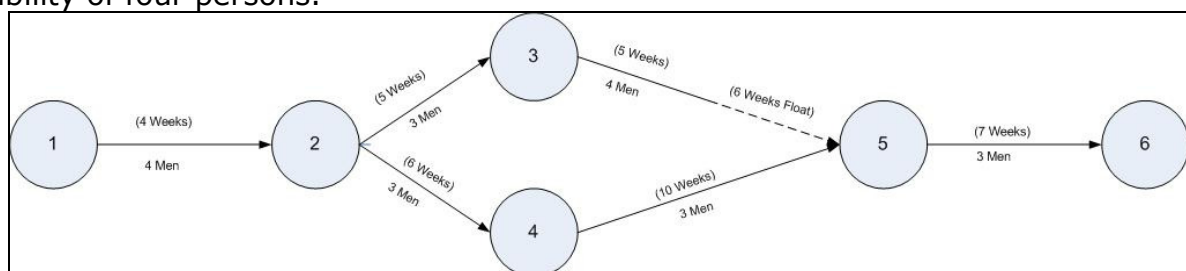 bility of four persons.
3
(5 Weeks)
4 Men
(6 Weeks Float)
(5 Weeks)
3 Men
1
(4 Weeks)
4 Men
2
5
(7 Weeks)
3 Men
6
(6 Weeks)
3 Men
(10 Weeks)
3 Men
4